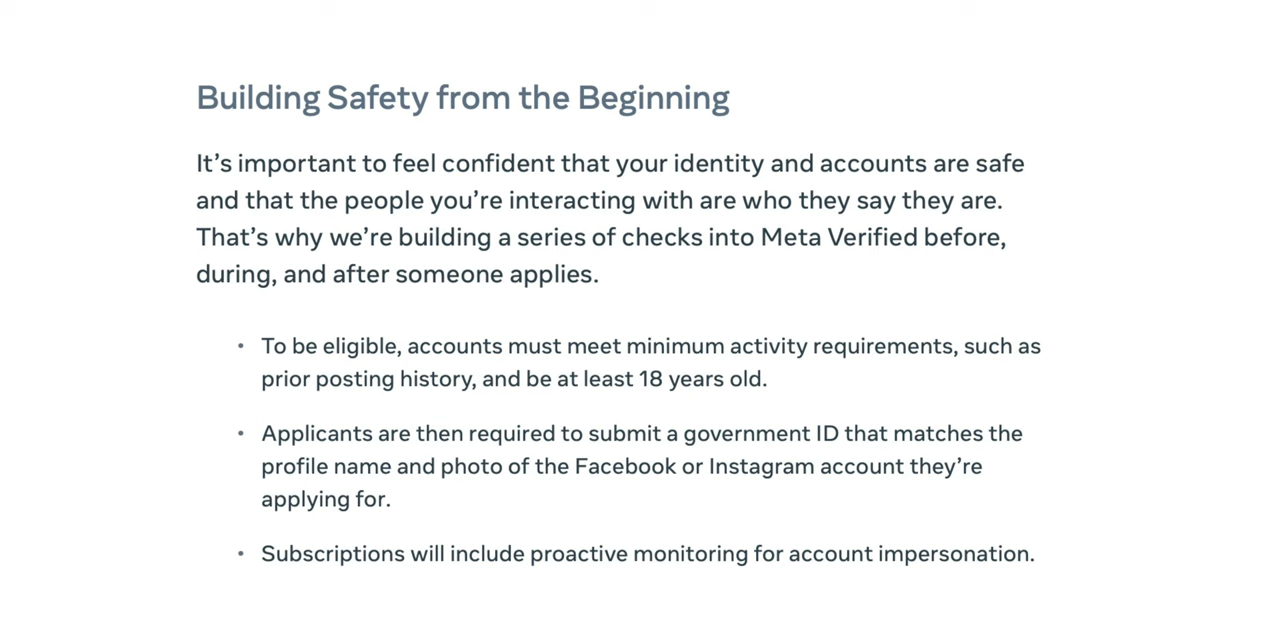 Building Safety from the Beginning
It’s important to feel confident that your identity and accounts are safe
and that the people you’re interacting with are who they say they are.
That’s why we’re building a series of checks into Meta Verified before,
during, and after someone applies.
• To be eligible, accounts must meet minimum activity requirements, such as
prior posting history, and be at least 18 years old.
• Applicants are then required to submit a government ID that matches the
profile name and photo of the Facebook or Instagram account they’re
applying for.
• Subscriptions will include proactive monitoring for account impersonation.